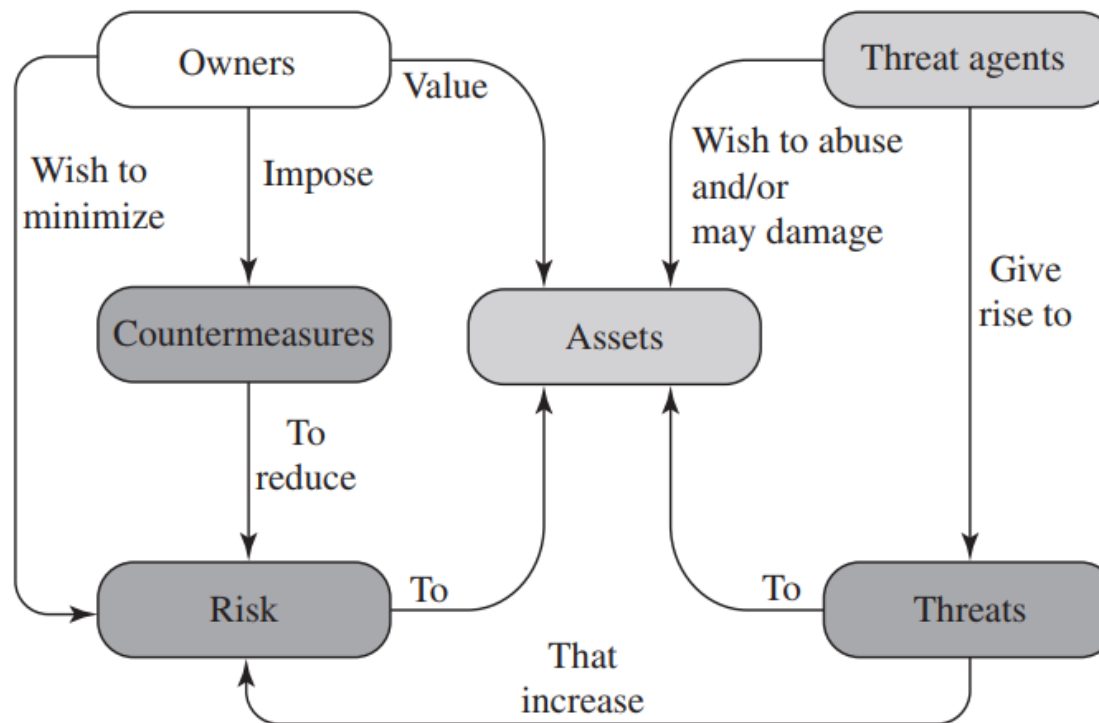 Owners
Threat agents
Value
Wish to
minimize
Impose
Wish to abuse
and/or
may damage
Give
rise to
Countermeasures
Assets
To
reduce
Risk
To
To
Threats
That
increase